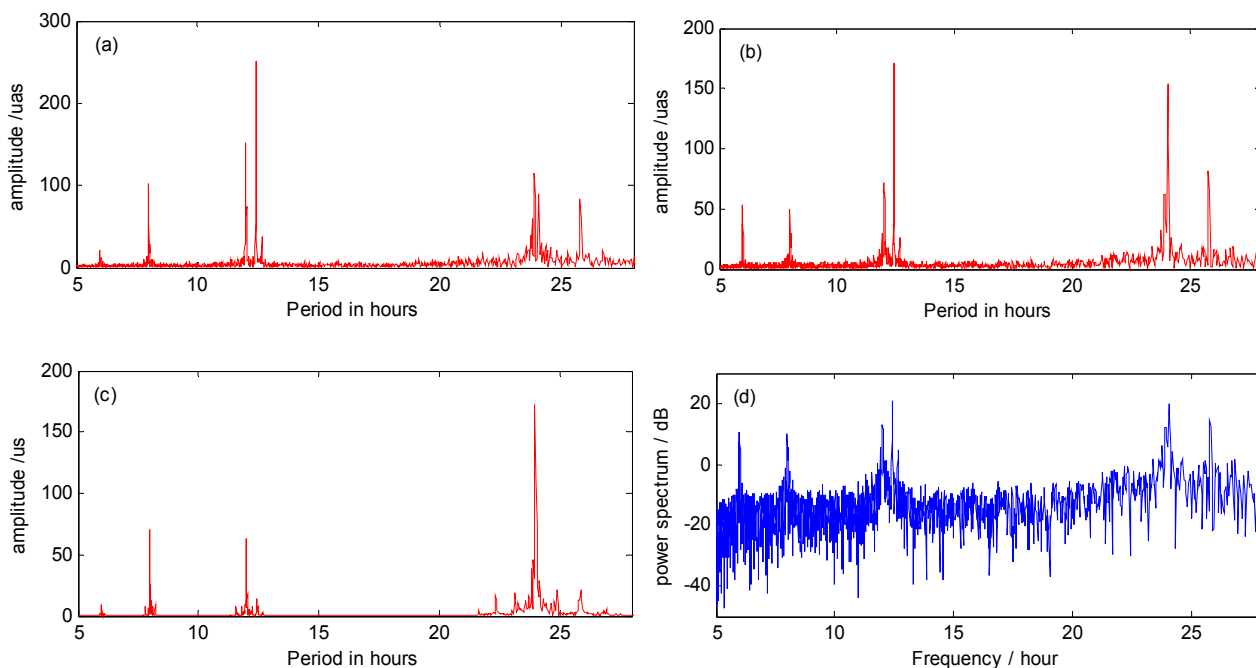 (a)
300
200
100
0
amplitude /uas
5 10 15 20 25
Period in hours
(b)
200
150
100
50
0
amplitude /uas
5 10 15 20 25
Period in hours
(c)
200
150
100
50
0
amplitude /us
5 10 15 20 25
Period in hours
(d)
20
0
-20
-40
power spectrum / dB
5 10 15 20 25
Frequency / hour